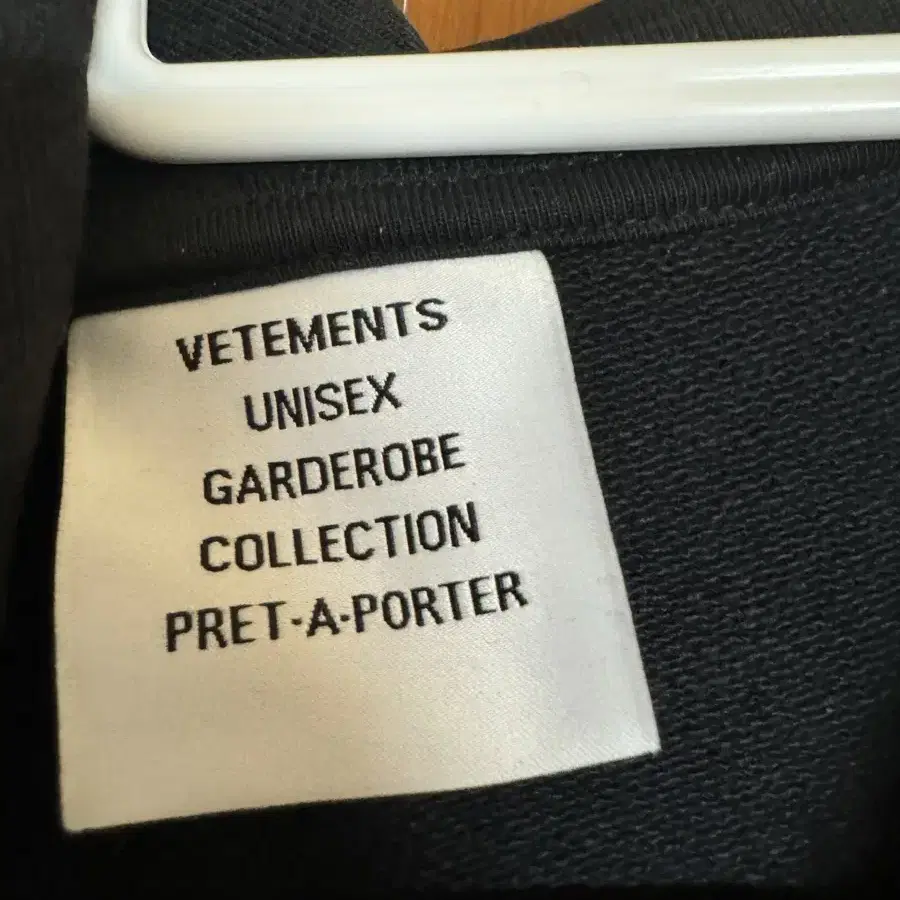 VETEMENTS
UNISEX
GARDEROBE
COLLECTION
PRET-A-PORTER